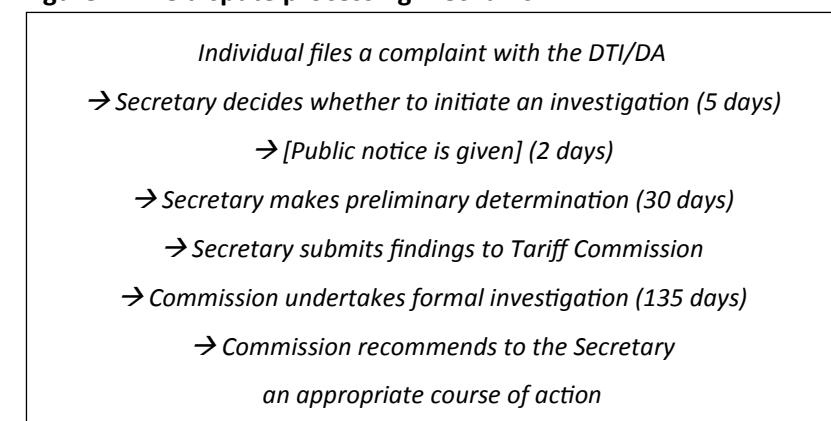 Individual files a complaint with the DTI/DA
→ Secretary decides whether to initiate an investigation (5 days)
→ [Public notice is given] (2 days)
→ Secretary makes preliminary determination (30 days)
→ Secretary submits findings to Tariff Commission
→ Commission undertakes formal investigation (135 days)
→ Commission recommends to the Secretary
an appropriate course of action